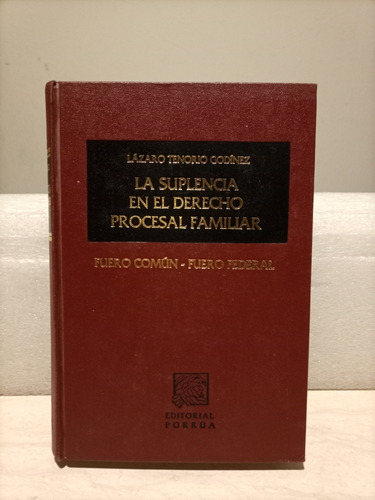 LÁZARO TENORIO GODÍNEZ
LA SUPLENCIA
EN EL DERECHO
PROCESAL FAMILIAR
FUERO COMÚN - FUERO FEDERAL
EDITORIAL
PORRÚA